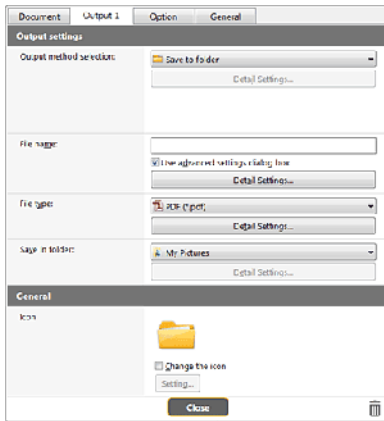 Document Output 1 Option General
Output settings
Output method selection: Save to folder
Detail Settings...
File name:
Use advanced settings dialog box
Detail Settings...
File type: PDF (*.pdf)
Detail Settings...
Save in folder: My Pictures
Detail Settings...
General
Icon
Change the icon
Setting...
Close